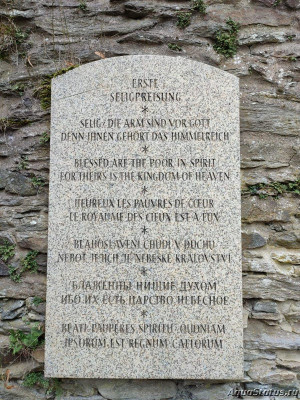 ERSTE
SELIGPREISUNG
*
SELIG, DIE ARM SIND VOR GOTT
DENN IHNEN GEHÖRT DAS HIMMELREICH
*
BLESSED ARE THE POOR IN SPIRIT
FOR THEIRS IS THE KINGDOM OF HEAVEN
*
HEUREUX LES PAUVRES DE CŒUR
LE ROYAUME DES CIEUX EST À EUX
*
BLAHOSLAVENÍ CHUDÍ V DUCHU
NEBOŤ JEJICH JE NEBESKÉ KRÁLOVSTVÍ
*
БЛАЖЕННЫ НИЩИЕ ДУХОМ
ИБО ИХ ЕСТЬ ЦАРСТВО НЕБЕСНОЕ
*
BEATI PAUPERES SPIRITU, QUONIAM
IPSORUM EST REGNUM CAELORUM
AquaStatus.ru